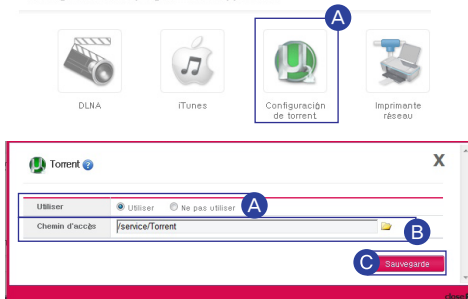 A
DLNA
iTunes
Configuración de torrent
Imprimante réseau
Torrent
X
Utiliser
Utiliser
Ne pas utiliser
A
Chemin d'accès
/service/Torrent
B
C
Sauvegarde
close